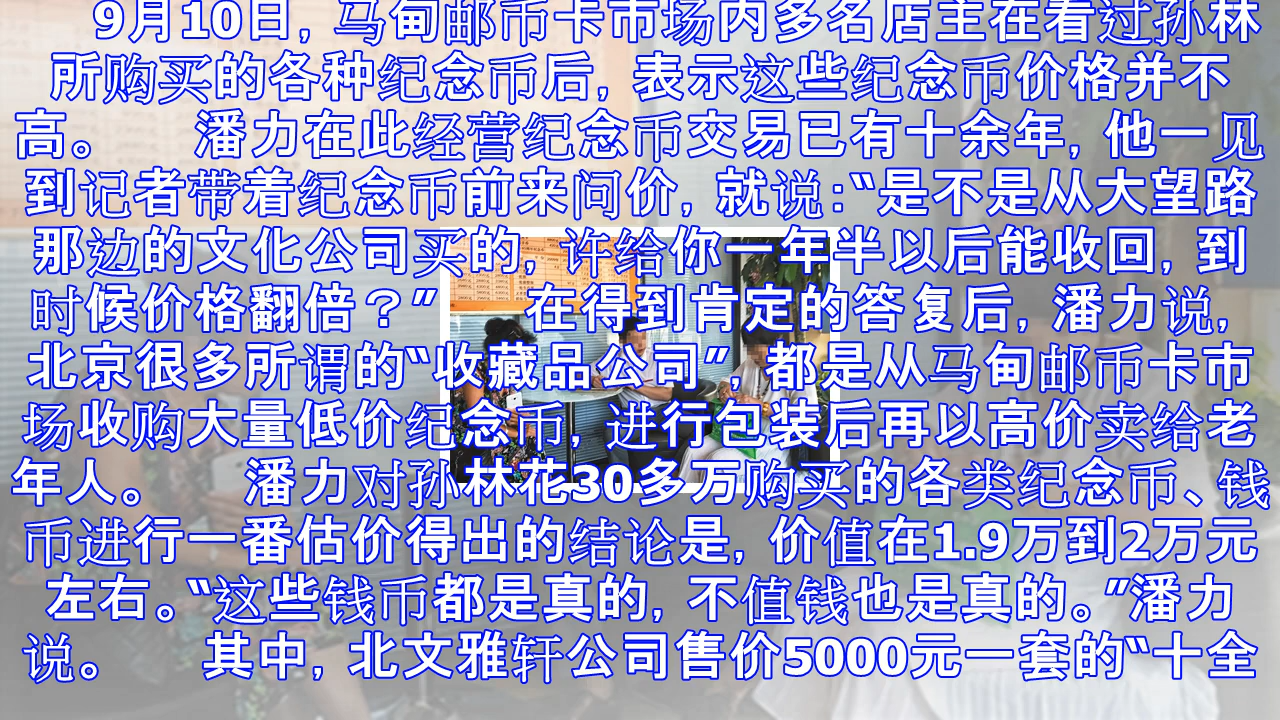 9月10日，马甸邮币卡市场内多名店主在看过孙林
所购买的各种纪念币后，表示这些纪念币价格并不
高。　　潘力在此经营纪念币交易已有十余年，他一见
到记者带着纪念币前来问价，就说：“是不是从大望路
那边的文化公司买的，许给你一年半以后能收回，到
时候价格翻倍？”　　在得到肯定的答复后，潘力说，
北京很多所谓的“收藏品公司”，都是从马甸邮币卡市
场收购大量低价纪念币，进行包装后再以高价卖给老
年人。　　潘力对孙林花30多万购买的各类纪念币、钱
币进行一番估价得出的结论是，价值在1.9万到2万元
左右。“这些钱币都是真的，不值钱也是真的。”潘力
说。　　其中，北文雅轩公司售价5000元一套的“十全